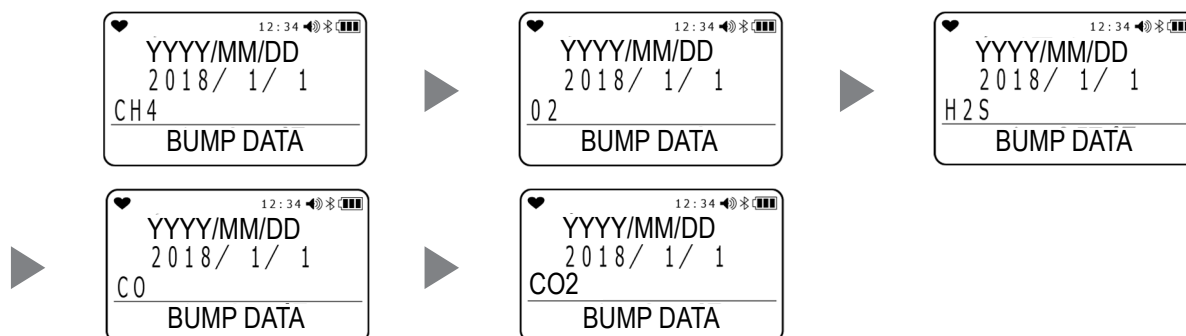 12:34
YYYY/MM/DD
2018/ 1/ 1
CH4
BUMP DATA
12:34
YYYY/MM/DD
2018/ 1/ 1
O2
BUMP DATA
12:34
YYYY/MM/DD
2018/ 1/ 1
H2S
BUMP DATA
12:34
YYYY/MM/DD
2018/ 1/ 1
CO
BUMP DATA
12:34
YYYY/MM/DD
2018/ 1/ 1
CO2
BUMP DATA